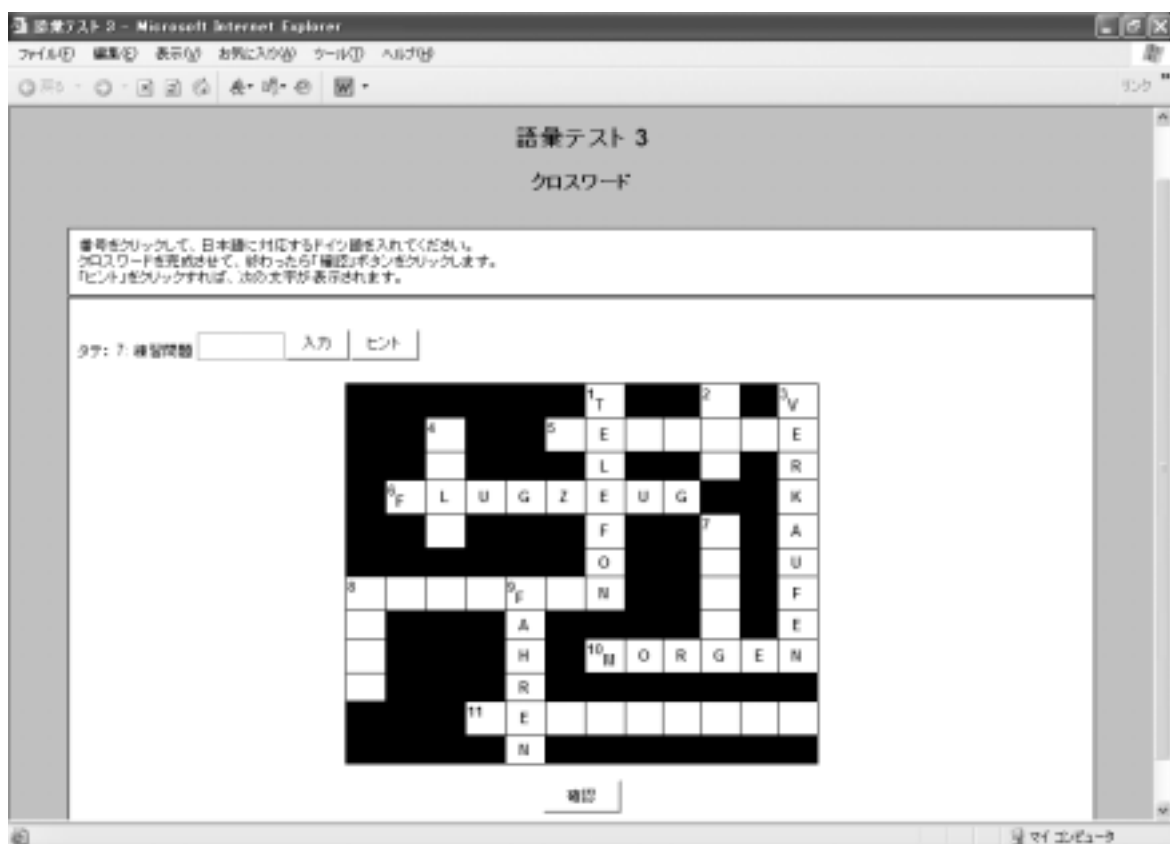 語彙テスト 3 - Microsoft Internet Explorer
ファイル(F) 編集(E) 表示(V) お気に入り(A) ツール(T) ヘルプ(H)
戻る リンク
語彙テスト 3
クロスワード
番号をクリックして、日本語に対応するドイツ語を入れてください。
クロスワードを完成させて、終わったら「確認」ボタンをクリックします。
「ヒント」をクリックすれば、次の文字が表示されます。
タテ: 7: 練習問題 入力 ヒント
1 T 2 3 V
4 5 E E
L R
6 F L U G Z E U G K
F 7 A
O U
8 9 F N F
A E
H 10 M O R G E N
R
11 E
N
確認
マイ コンピュータ